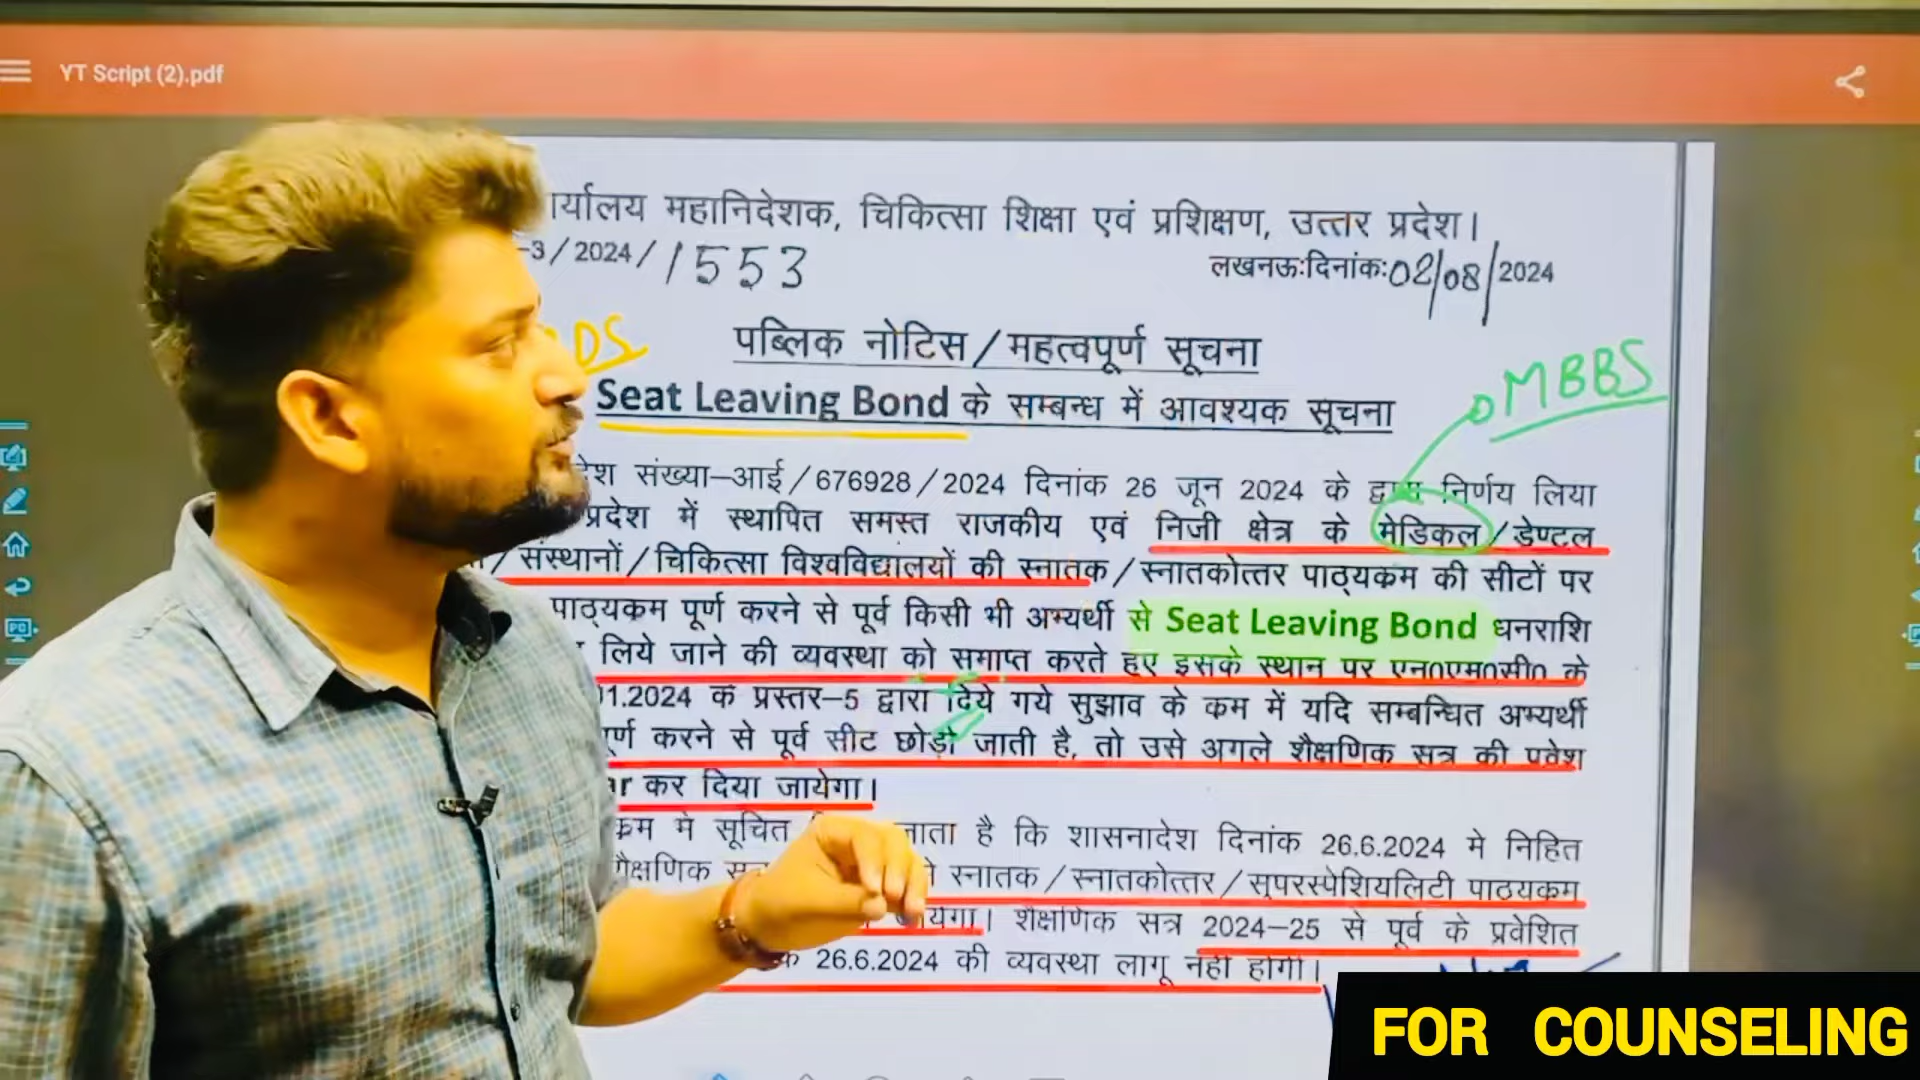 YT Script (2).pdf
र्यालय महानिदेशक, चिकित्सा शिक्षा एवं प्रशिक्षण, उत्तर प्रदेश।
-3/2024/1553
लखनऊ:दिनांक:02/08/2024
DS
पब्लिक नोटिस/महत्वपूर्ण सूचना
MBBS
Seat Leaving Bond के सम्बन्ध में आवश्यक सूचना
देश संख्या–आई/676928/2024 दिनांक 26 जून 2024 के द्वारा निर्णय लिया
प्रदेश में स्थापित समस्त राजकीय एवं निजी क्षेत्र के मेडिकल/डेण्टल
/संस्थानों/चिकित्सा विश्वविद्यालयों की स्नातक/स्नातकोत्तर पाठ्यक्रम की सीटों पर
पाठ्यक्रम पूर्ण करने से पूर्व किसी भी अभ्यर्थी से Seat Leaving Bond धनराशि
लिये जाने की व्यवस्था को समाप्त करते हुए इसके स्थान पर एन0एम0सी0 के
01.2024 के प्रस्तर–5 द्वारा दिये गये सुझाव के क्रम में यदि सम्बन्धित अभ्यर्थी
र्ण करने से पूर्व सीट छोड़ी जाती है, तो उसे अगले शैक्षणिक सत्र की प्रवेश
ar कर दिया जायेगा।
क्रम में सूचित जाता है कि शासनादेश दिनांक 26.6.2024 मे निहित
शैक्षणिक स्नातक/स्नातकोत्तर/सुपरस्पेशियलिटी पाठयक्रम
येगा। शैक्षणिक सत्र 2024–25 से पूर्व के प्रवेशित
क 26.6.2024 की व्यवस्था लागू नही होगी।
FOR COUNSELING